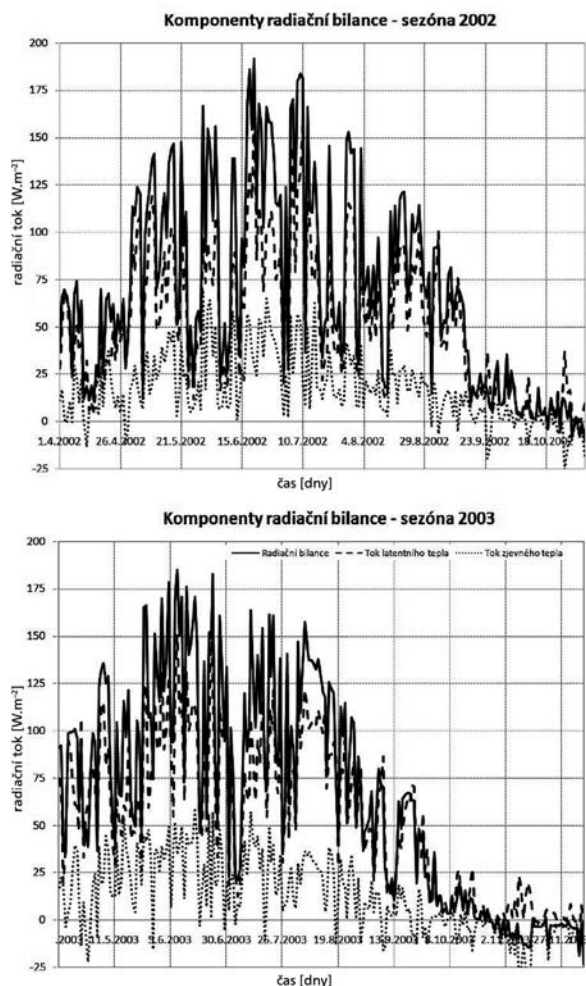 Komponenty radiační bilance - sezóna 2002
radiační tok [W.m⁻²]
200
175
150
125
100
75
50
25
0
-25
1.4.2002 26.4.2002 21.5.2002 15.6.2002 10.7.2002 4.8.2002 29.8.2002 23.9.2002 18.10.2002
čas [dny]
Komponenty radiační bilance - sezóna 2003
Radiační bilance Tok latentního tepla Tok zjevného tepla
radiační tok [W.m⁻²]
200
175
150
125
100
75
50
25
0
-25
.2003 11.5.2003 5.6.2003 30.6.2003 25.7.2003 19.8.2003 13.9.2003 8.10.2003 2.11.2003
čas [dny]